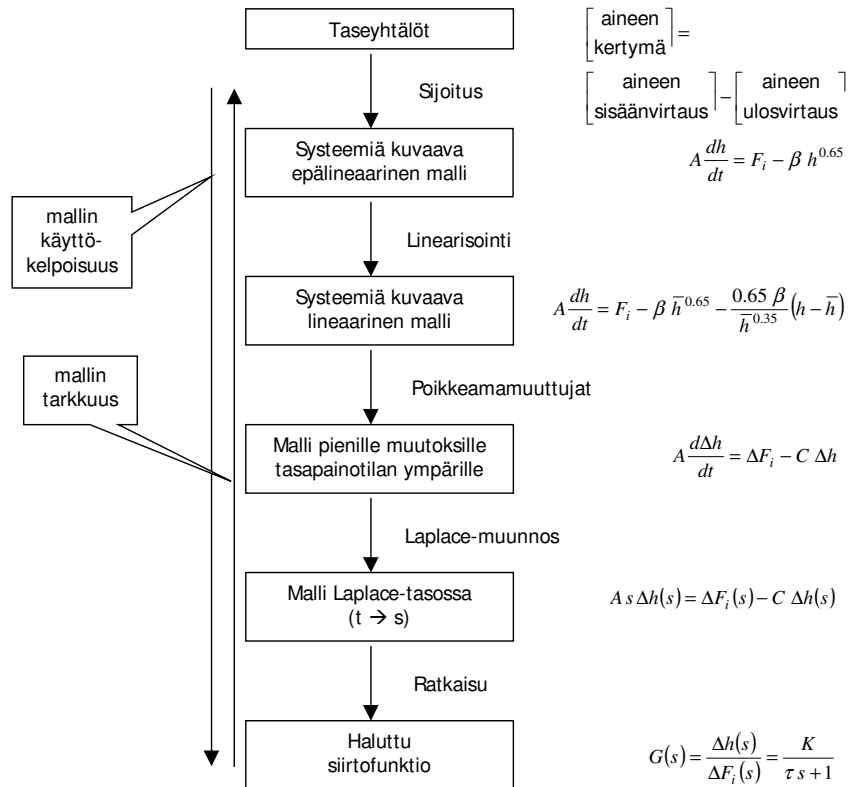 Taseyhtälöt
[aineen kertymä] =
[aineen sisäänvirtaus] − [aineen ulosvirtaus]
Sijoitus
Systeemiä kuvaava
epälineaarinen malli
A dh/dt = F_i − β h^0.65
mallin
käyttö-
kelpoisuus
Linearisointi
Systeemiä kuvaava
lineaarinen malli
A dh/dt = F_i − β h̅^0.65 − (0.65 β / h̅^0.35)(h − h̅)
mallin
tarkkuus
Poikkeamamuuttujat
Malli pienille muutoksille
tasapainotilan ympärille
A dΔh/dt = ΔF_i − C Δh
Laplace-muunnos
Malli Laplace-tasossa
(t → s)
A s Δh(s) = ΔF_i(s) − C Δh(s)
Ratkaisu
Haluttu
siirtofunktio
G(s) = Δh(s)/ΔF_i(s) = K/(τ s + 1)